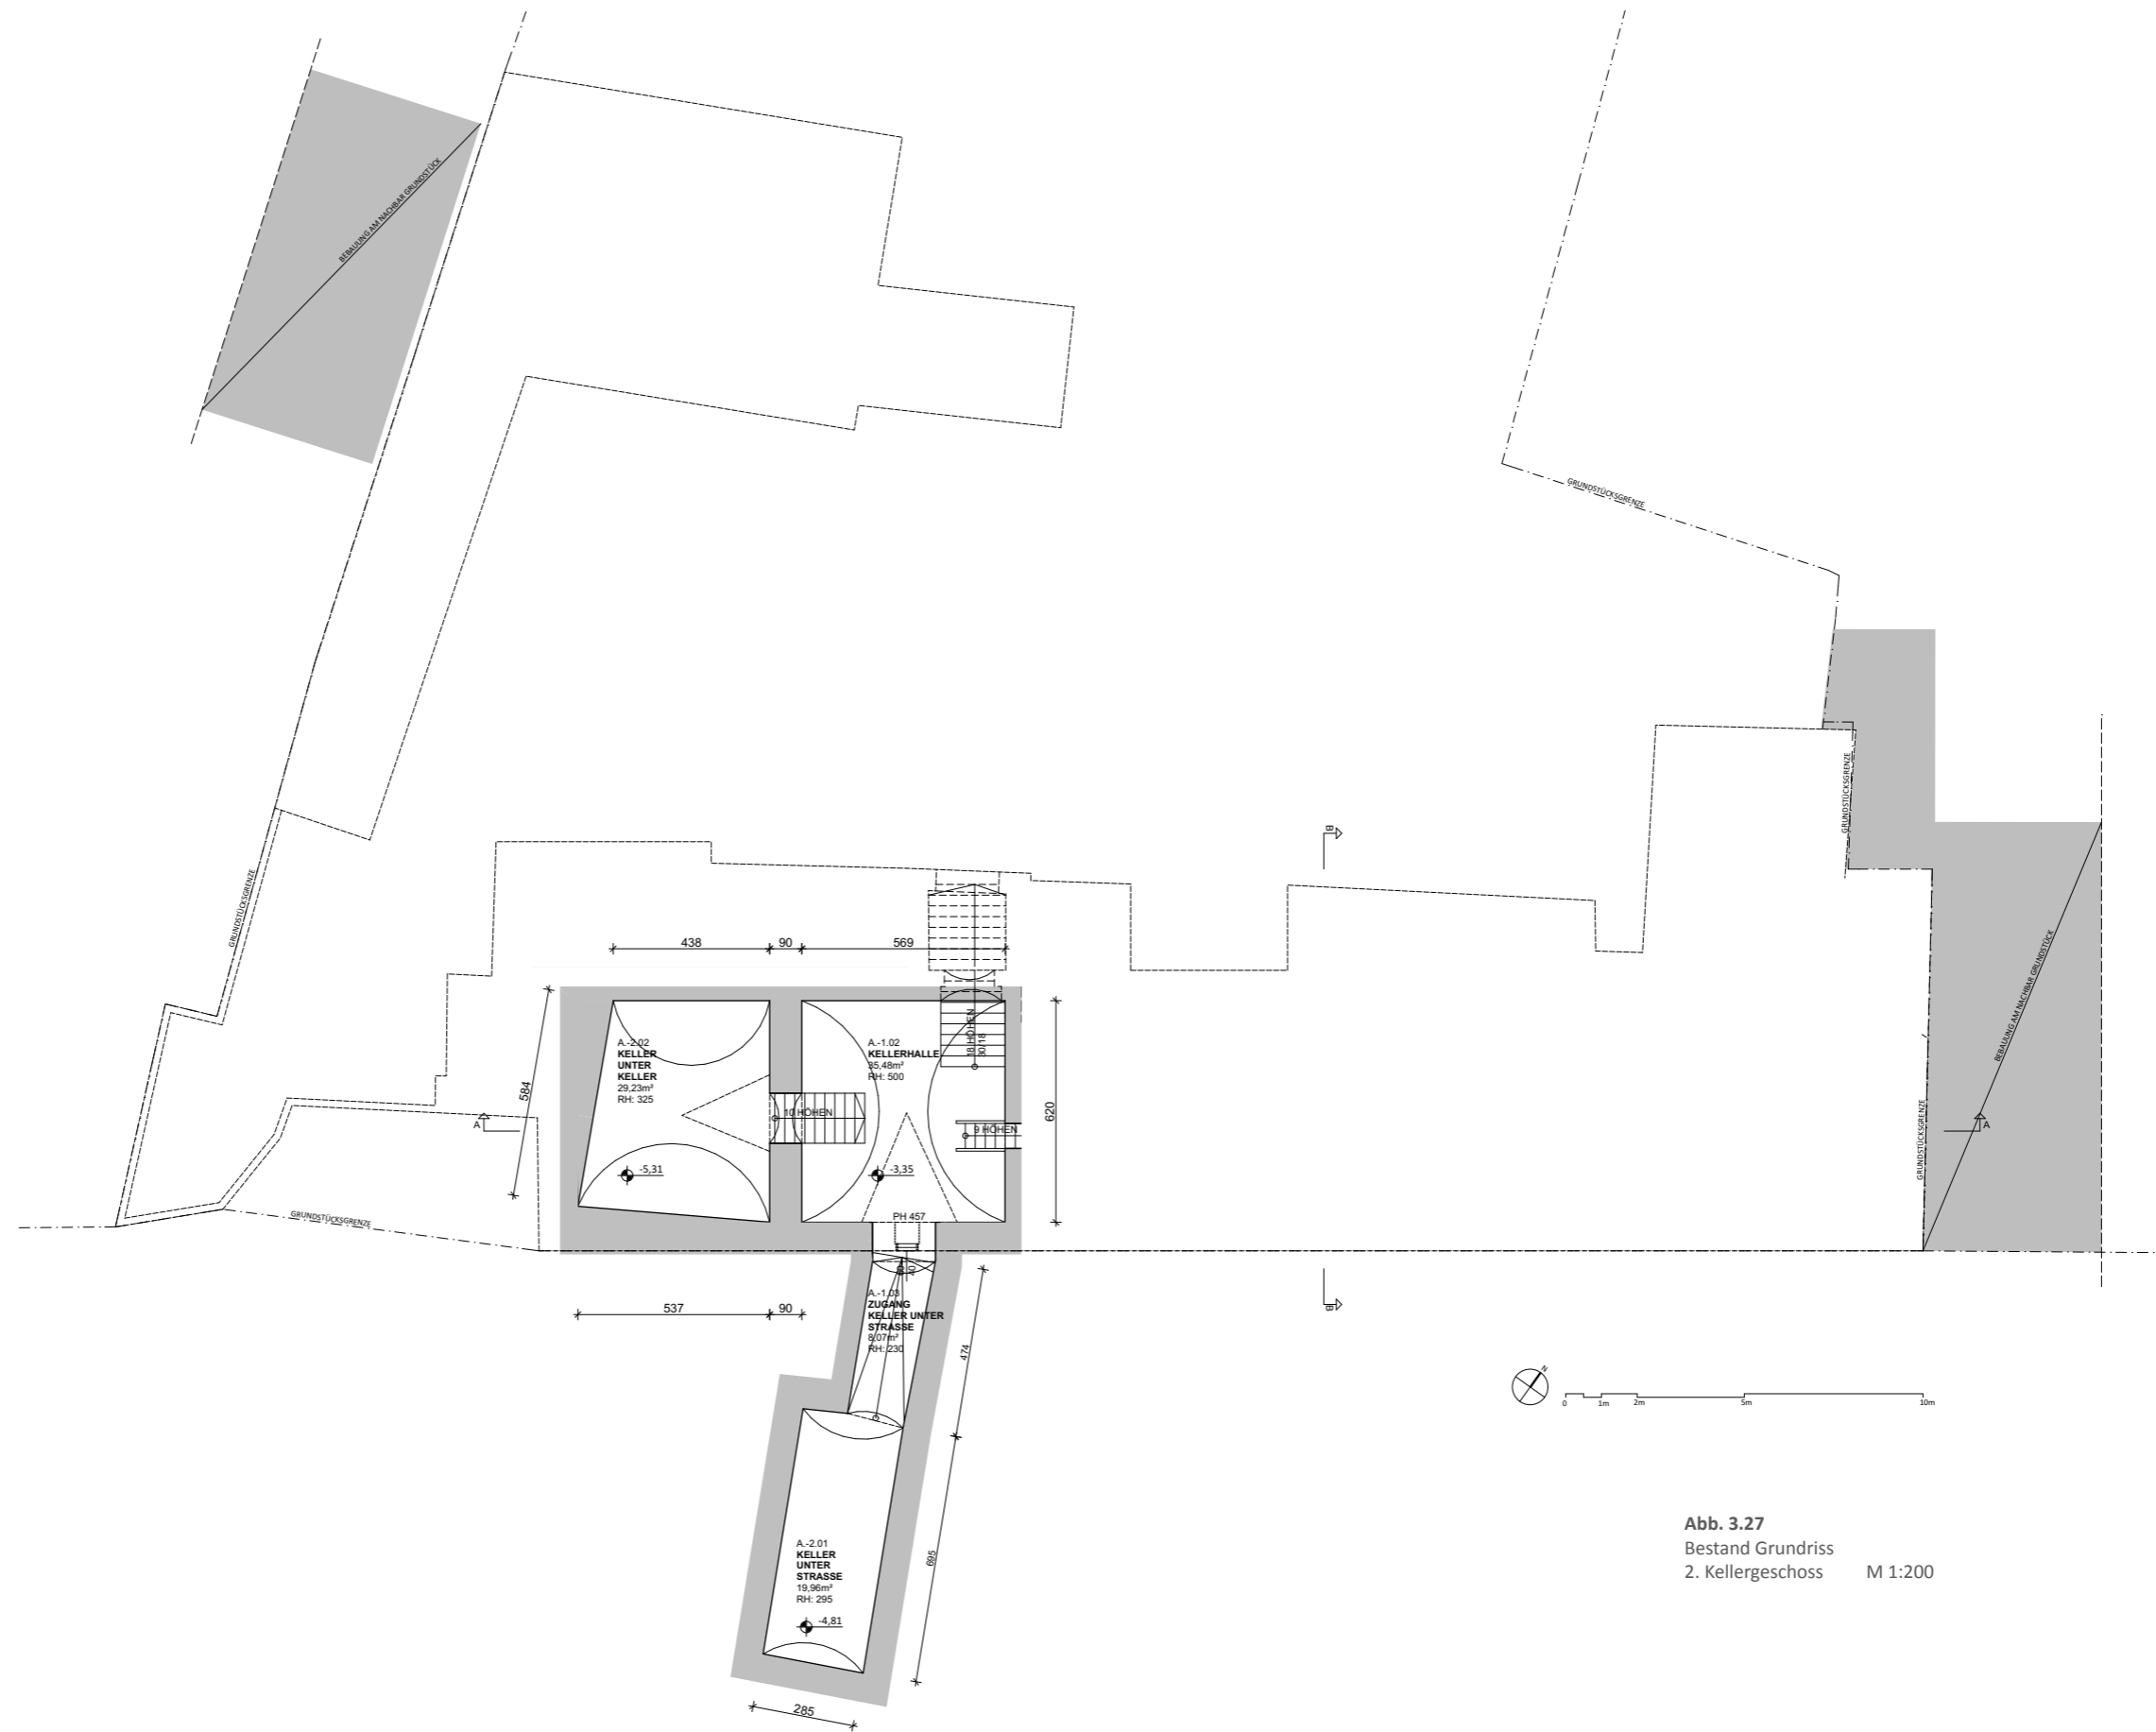 BEBAUUNG AM NACHBAR GRUNDSTÜCK
GRUNDSTÜCKSGRENZE
GRUNDSTÜCKSGRENZE
GRUNDSTÜCKSGRENZE
BEBAUUNG AM NACHBAR GRUNDSTÜCK
GRUNDSTÜCKSGRENZE
GRUNDSTÜCKSGRENZE
B
438
90
569
584
A
A.-2.02
KELLER
UNTER
KELLER
29,23m²
RH: 325
-5,31
10 HÖHEN
A.-1.02
KELLERHALLE
35,48m²
RH: 500
-3,35
18 HÖHEN
30/18
9 HÖHEN
620
PH 457
A
537
90
A.-1.03
ZUGANG
KELLER UNTER
STRASSE
8,07m²
RH: 230
474
B
N
0
1m
2m
5m
10m
A.-2.01
KELLER
UNTER
STRASSE
19,96m²
RH: 295
-4,81
695
285
Abb. 3.27
Bestand Grundriss
2. Kellergeschoss M 1:200